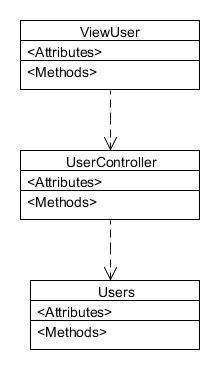 ViewUser
<Attributes>
<Methods>
UserController
<Attributes>
<Methods>
Users
<Attributes>
<Methods>